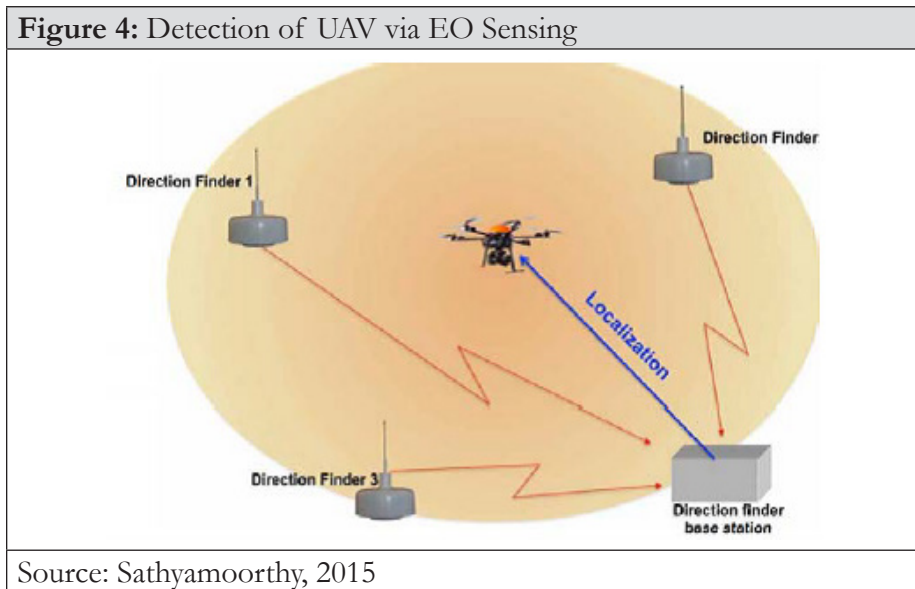 Figure 4: Detection of UAV via EO Sensing
Direction Finder
Direction Finder 1
Localization
Direction Finder 3
Direction finder
base station
Source: Sathyamoorthy, 2015